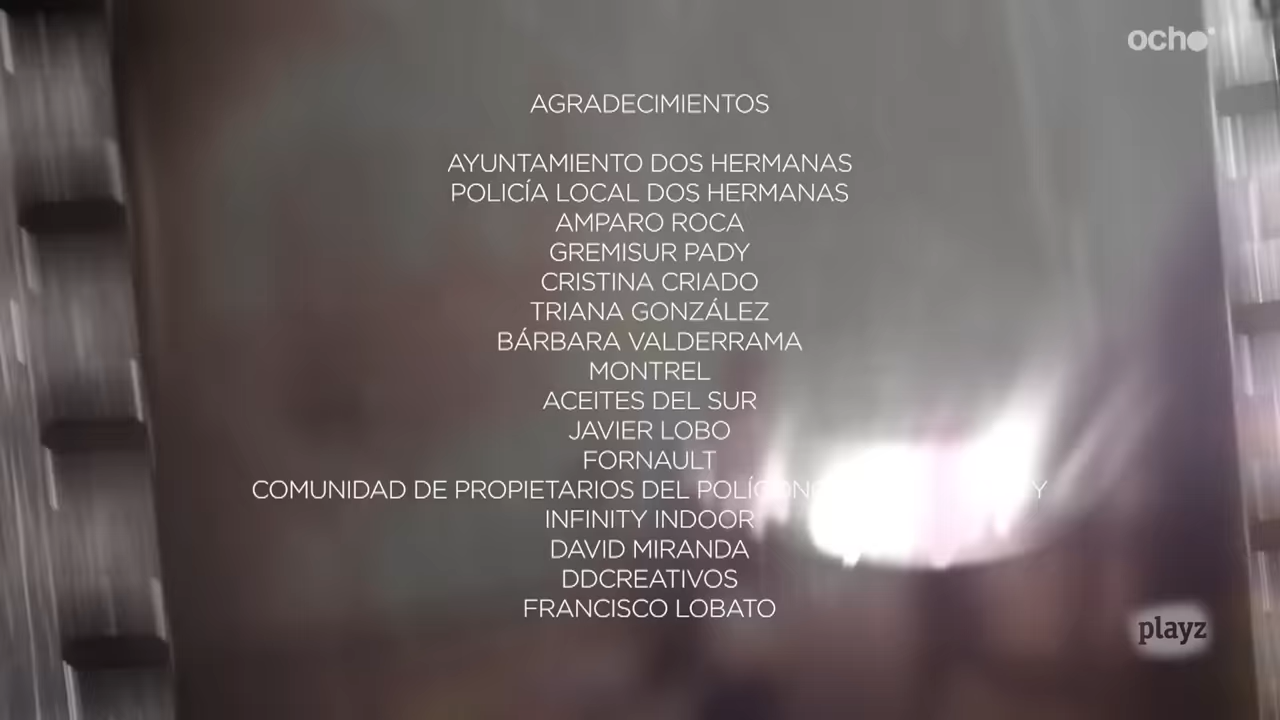 ocho
AGRADECIMIENTOS
AYUNTAMIENTO DOS HERMANAS
POLICÍA LOCAL DOS HERMANAS
AMPARO ROCA
GREMISUR PADY
CRISTINA CRIADO
TRIANA GONZÁLEZ
BÁRBARA VALDERRAMA
MONTREL
ACEITES DEL SUR
JAVIER LOBO
FORNAULT
COMUNIDAD DE PROPIETARIOS DEL
INFINITY INDOOR
DAVID MIRANDA
DDCREATIVOS
FRANCISCO LOBATO
playz